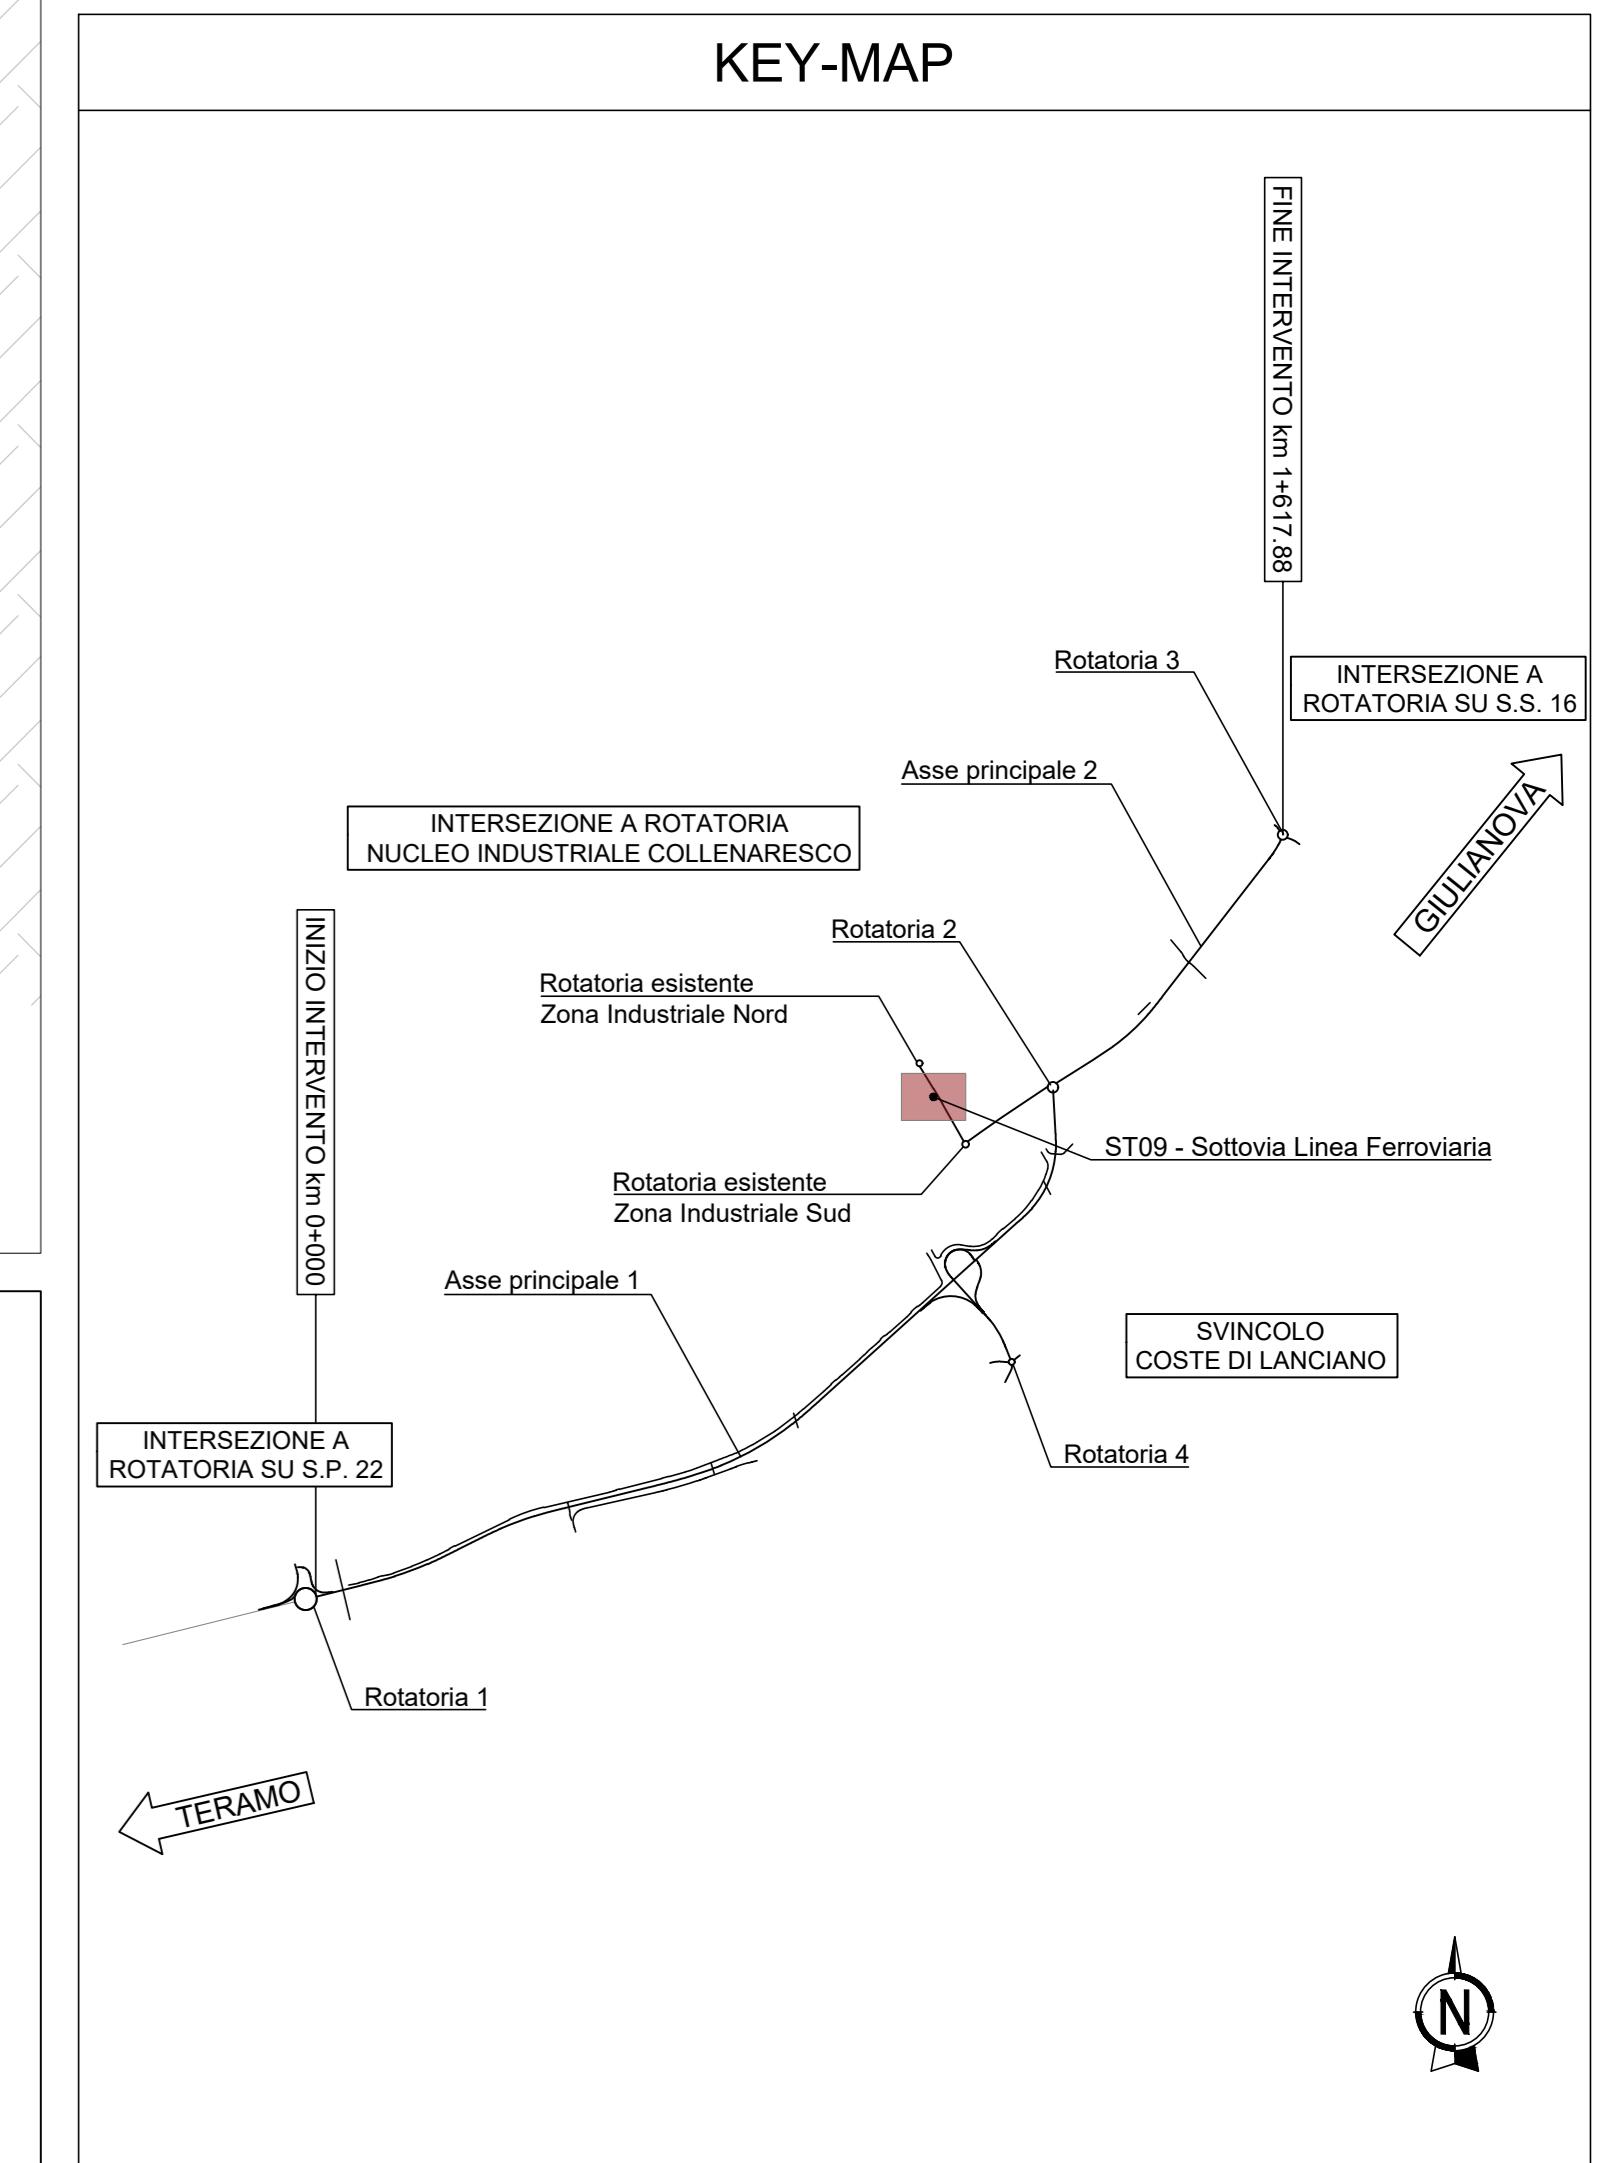 KEY-MAP
FINE INTERVENTO km 1+617.88
Rotatoria 3
INTERSEZIONE A
ROTATORIA SU S.S. 16
Asse principale 2
GIULIANOVA
INTERSEZIONE A ROTATORIA
NUCLEO INDUSTRIALE COLLENARESCO
INIZIO INTERVENTO km 0+000
Rotatoria 2
Rotatoria esistente
Zona Industriale Nord
ST09 - Sottovia Linea Ferroviaria
Rotatoria esistente
Zona Industriale Sud
Asse principale 1
SVINCOLO
COSTE DI LANCIANO
INTERSEZIONE A
ROTATORIA SU S.P. 22
Rotatoria 4
Rotatoria 1
TERAMO
N